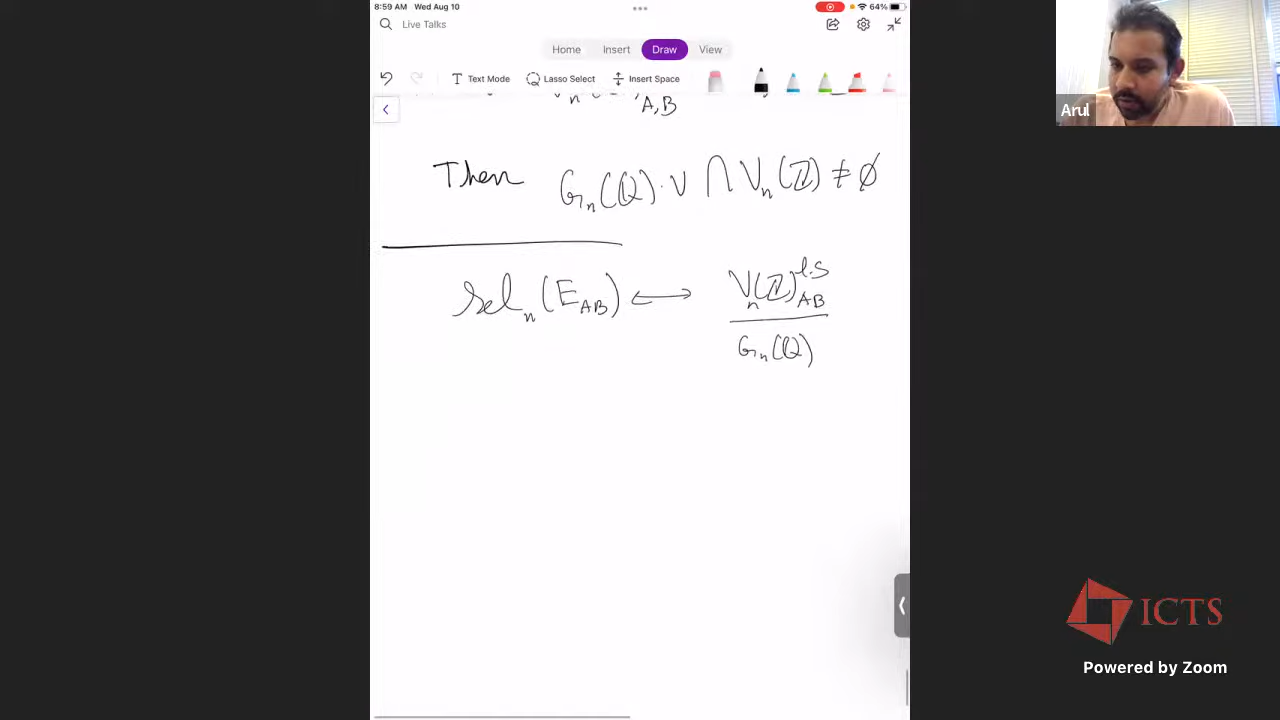 8:59 AM Wed Aug 10
64%
Live Talks
Home Insert Draw View
Text Mode Lasso Select Insert Space
Arul
A,B
Then G_n(ℚ)·v ∩ V_n(ℤ) ≠ ∅
Sel_n(E_AB) ↔ V_n(ℤ)^{l.s}_{AB}
G_n(ℚ)
ICTS
Powered by Zoom